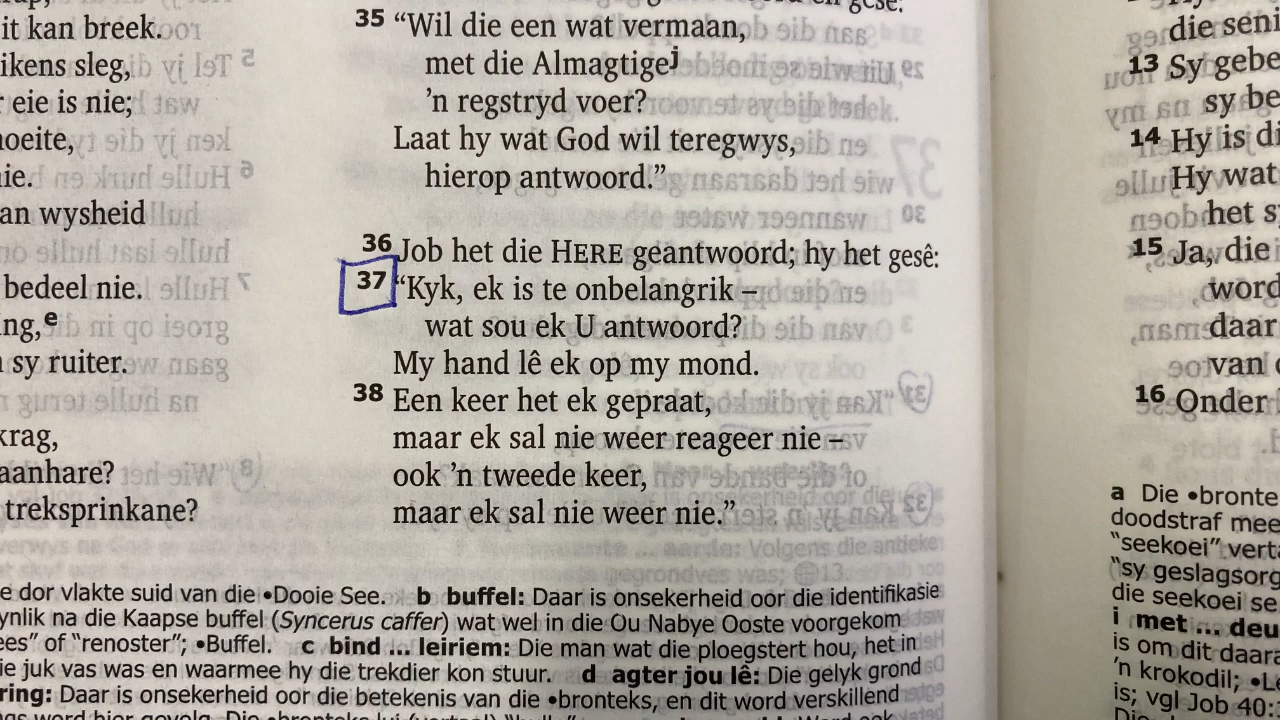 it kan breek.
ikens sleg,
eie is nie;
oeite,
ie.
an wysheid
bedeel nie.
ing,ᵉ
sy ruiter.
krag,
aanhare?
treksprinkane?
gesê:
35 “Wil die een wat vermaan,
met die Almagtigeʲ
’n regstryd voer?
Laat hy wat God wil teregwys,
hierop antwoord.”
36 Job het die HERE geantwoord; hy het gesê:
37 “Kyk, ek is te onbelangrik –
wat sou ek U antwoord?
My hand lê ek op my mond.
38 Een keer het ek gepraat,
maar ek sal nie weer reageer nie –
ook ’n tweede keer,
maar ek sal nie weer nie.”
e dor vlakte suid van die •Dooie See. b buffel: Daar is onsekerheid oor die identifikasie
ynlik na die Kaapse buffel (Syncerus caffer) wat wel in die Ou Nabye Ooste voorgekom
ees” of “renoster”; •Buffel. c bind ... leiriem: Die man wat die ploegstert hou, het in
ie juk vas was en waarmee hy die trekdier kon stuur. d agter jou lê: Die gelyk grond
ring: Daar is onsekerheid oor die betekenis van die •bronteks, en dit word verskillend
die seni
13 Sy gebe
sy be
14 Hy is di
Hy wat
het s
15 Ja, die
word
daar
van
16 Onder
a Die •bronte
doodstraf mee
“seekoei” verta
“sy geslagsorg
die seekoei se
i met ... deu
is om dit daara
’n krokodil; •Le
is; vgl Job 40: